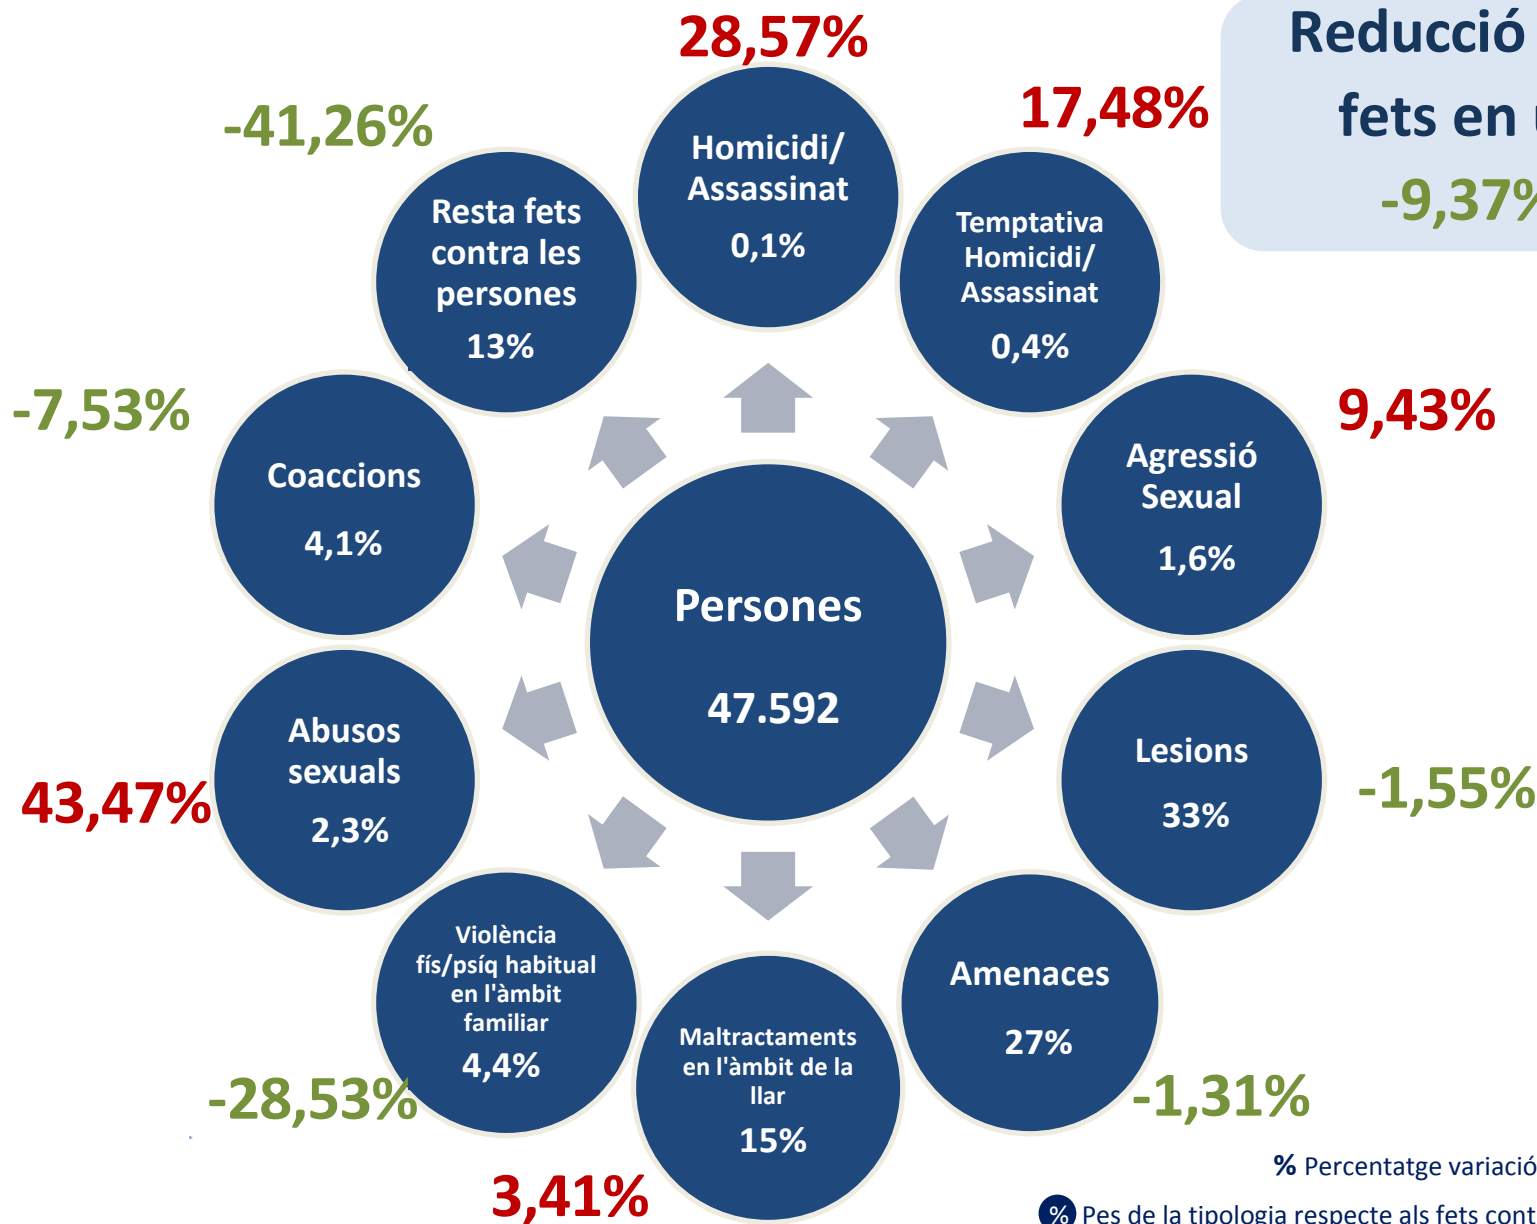 28,57%
Reducció
fets en
-9,37%
-41,26%
17,48%
Homicidi/
Assassinat
0,1%
Resta fets
contra les
persones
13%
Temptativa
Homicidi/
Assassinat
0,4%
-7,53%
9,43%
Coaccions
4,1%
Agressió
Sexual
1,6%
Persones
47.592
Abusos
sexuals
2,3%
43,47%
Lesions
33%
-1,55%
Violència
fís/psíq habitual
en l'àmbit
familiar
4,4%
-28,53%
Maltractaments
en l'àmbit de la
llar
15%
3,41%
Amenaces
27%
-1,31%
% Percentatge variació
% Pes de la tipologia respecte als fets